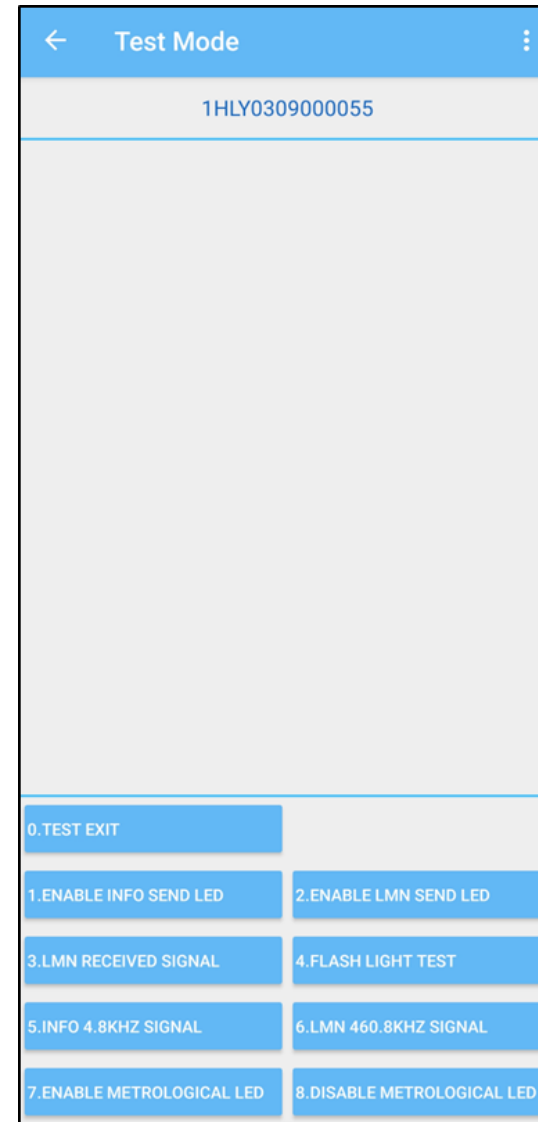 Test Mode
1HLY0309000055
0.TEST EXIT
1.ENABLE INFO SEND LED
2.ENABLE LMN SEND LED
3.LMN RECEIVED SIGNAL
4.FLASH LIGHT TEST
5.INFO 4.8KHZ SIGNAL
6.LMN 460.8KHZ SIGNAL
7.ENABLE METROLOGICAL LED
8.DISABLE METROLOGICAL LED